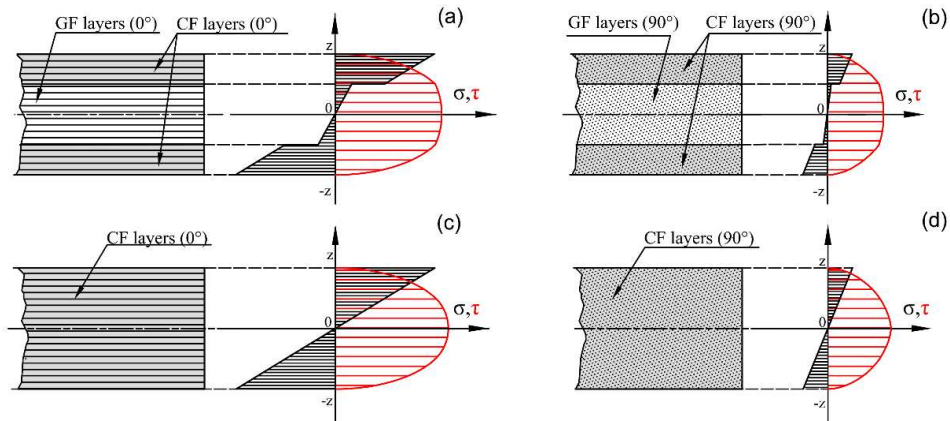 (a)
GF layers (0°) CF layers (0°)
z
0
σ,τ
-z
(b)
GF layers (90°) CF layers (90°)
z
0
σ,τ
-z
(c)
CF layers (0°)
z
0
σ,τ
-z
(d)
CF layers (90°)
z
0
σ,τ
-z